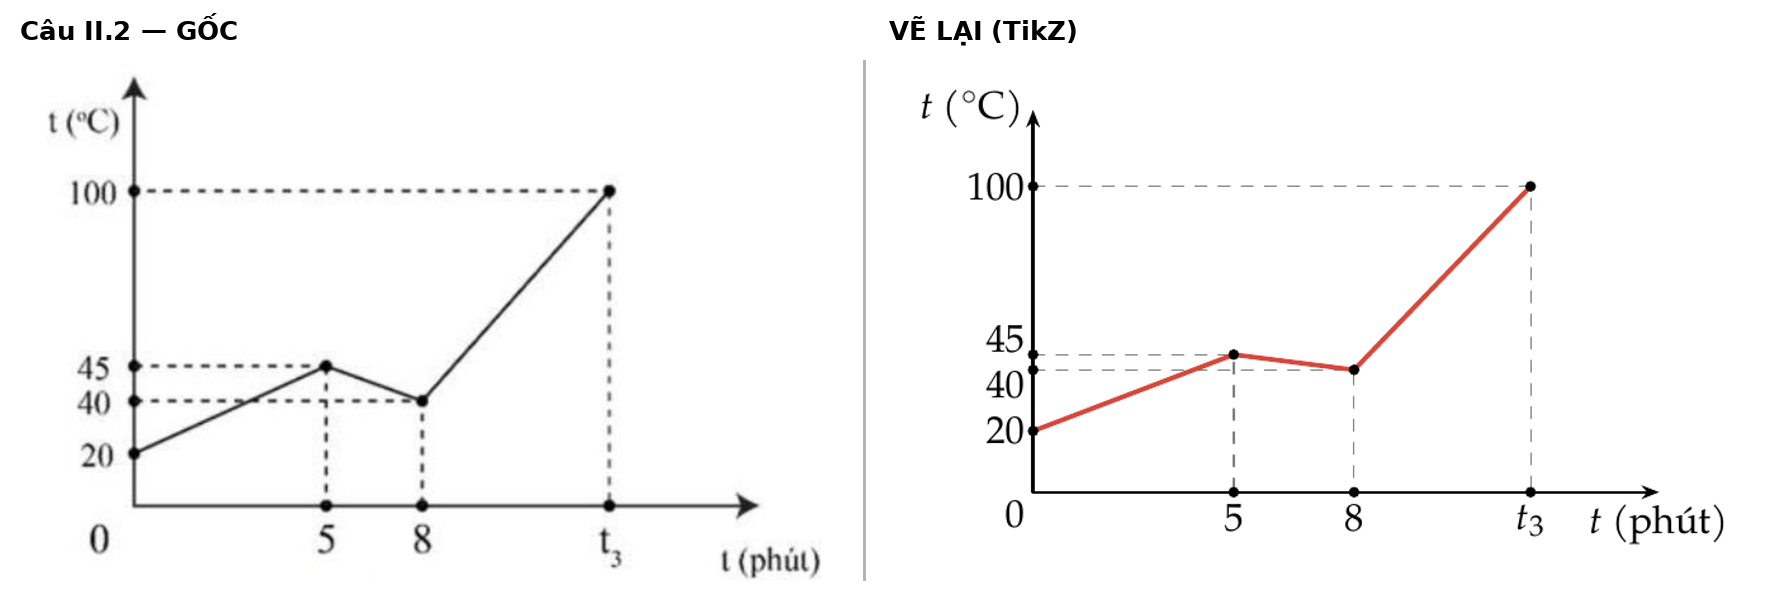 Câu II.2 — GỐC
t (°C)
100
45
40
20
0
5
8
t₃
t (phút)
VẼ LẠI (TikZ)
t (°C)
100
45
40
20
0
5
8
t₃
t (phút)